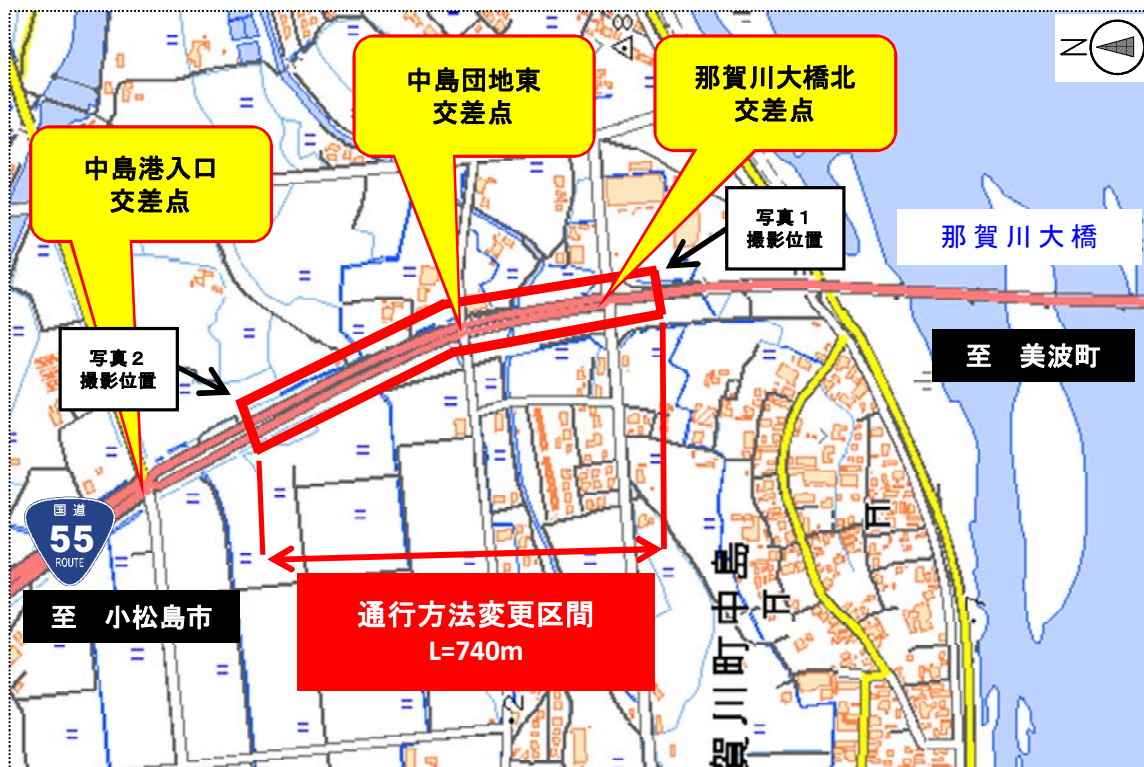 N
中島団地東
交差点
那賀川大橋北
交差点
中島港入口
交差点
写真1
撮影位置
那賀川大橋
写真2
撮影位置
至 美波町
国道
55
ROUTE
至 小松島市
通行方法変更区間
L=740m
賀川町中島